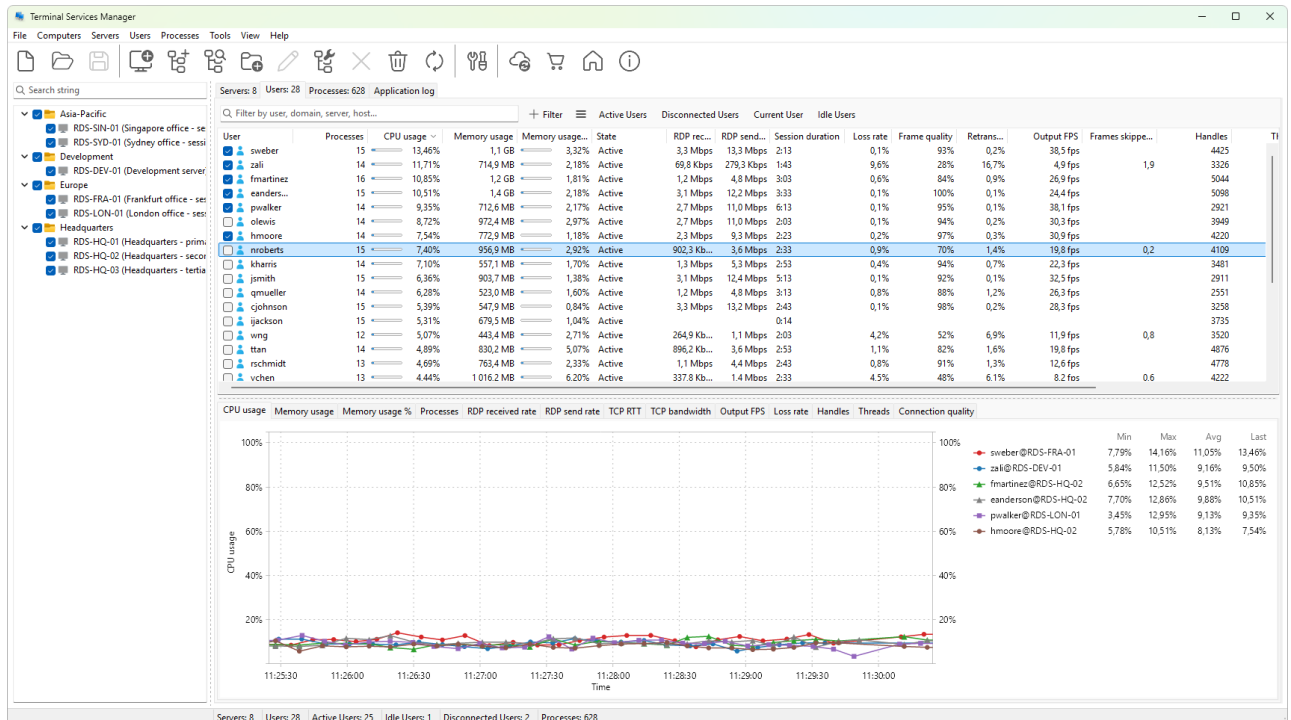 Terminal Services Manager
File Computers Servers Users Processes Tools View Help
Search string
Asia-Pacific
RDS-SIN-01 (Singapore office - se
RDS-SYD-01 (Sydney office - sessi
Development
RDS-DEV-01 (Development server
Europe
RDS-FRA-01 (Frankfurt office - ses
RDS-LON-01 (London office - ses
Headquarters
RDS-HQ-01 (Headquarters - prima
RDS-HQ-02 (Headquarters - secor
RDS-HQ-03 (Headquarters - tertia
Servers: 8 Users: 28 Processes: 628 Application log
Filter by user, domain, server, host... Filter Active Users Disconnected Users Current User Idle Users
User Processes CPU usage Memory usage Memory usage... State RDP rec... RDP send... Session duration Loss rate Frame quality Retrans... Output FPS Frames skippe... Handles Tl
sweber 15 13,46% 1,1 GB 3,32% Active 3,3 Mbps 13,3 Mbps 2:13 0,1% 93% 0,2% 38,5 fps 4425
zali 14 11,71% 714,9 MB 2,18% Active 69,8 Kbps 279,3 Kbps 1:43 9,6% 28% 16,7% 4,9 fps 1,9 3326
fmartinez 16 10,85% 1,2 GB 1,81% Active 1,2 Mbps 4,8 Mbps 3:03 0,6% 84% 0,9% 26,9 fps 5044
eanders... 15 10,51% 1,4 GB 2,18% Active 3,1 Mbps 12,2 Mbps 3:33 0,1% 100% 0,1% 24,4 fps 5098
pwalker 14 9,35% 712,6 MB 2,17% Active 2,7 Mbps 11,0 Mbps 6:13 0,1% 95% 0,1% 38,1 fps 2921
olewis 14 8,72% 972,4 MB 2,97% Active 2,7 Mbps 11,0 Mbps 2:03 0,1% 94% 0,2% 30,3 fps 3949
hmoore 14 7,54% 772,9 MB 1,18% Active 2,3 Mbps 9,3 Mbps 2:23 0,2% 97% 0,3% 30,9 fps 4220
nroberts 15 7,40% 956,9 MB 2,92% Active 902,3 Kb... 3,6 Mbps 2:33 0,9% 70% 1,4% 19,8 fps 0,2 4109
kharris 14 7,10% 557,1 MB 1,70% Active 1,3 Mbps 5,3 Mbps 2:53 0,4% 94% 0,7% 22,3 fps 3481
jsmith 15 6,36% 903,7 MB 1,38% Active 3,1 Mbps 12,4 Mbps 5:13 0,1% 92% 0,1% 32,5 fps 2911
qmueller 14 6,28% 523,0 MB 1,60% Active 1,2 Mbps 4,8 Mbps 3:13 0,8% 88% 1,2% 26,3 fps 2551
cjohnson 15 5,39% 547,9 MB 0,84% Active 3,3 Mbps 13,2 Mbps 2:43 0,1% 98% 0,2% 28,3 fps 3258
ijackson 15 5,31% 679,5 MB 1,04% Active 0:14 3735
wng 12 5,07% 443,4 MB 2,71% Active 264,9 Kb... 1,1 Mbps 2:03 4,2% 52% 6,9% 11,9 fps 0,8 3520
ttan 14 4,89% 830,2 MB 5,07% Active 896,2 Kb... 3,6 Mbps 2:53 1,1% 82% 1,6% 19,8 fps 4876
rschmidt 13 4,69% 763,4 MB 2,33% Active 1,1 Mbps 4,4 Mbps 2:43 0,8% 91% 1,3% 12,6 fps 4778
vchen 13 4,44% 1 016,2 MB 6,20% Active 337,8 Kb... 1,4 Mbps 2:33 4,5% 48% 6,1% 8,2 fps 0,6 4222
CPU usage Memory usage Memory usage % Processes RDP received rate RDP send rate TCP RTT TCP bandwidth Output FPS Loss rate Handles Threads Connection quality
CPU usage
100%
80%
60%
40%
20%
100%
80%
60%
40%
20%
11:25:30 11:26:00 11:26:30 11:27:00 11:27:30 11:28:00 11:28:30 11:29:00 11:29:30 11:30:00
Time
Min Max Avg Last
sweber@RDS-FRA-01 7,79% 14,16% 11,05% 13,46%
zali@RDS-DEV-01 5,84% 11,50% 9,16% 9,50%
fmartinez@RDS-HQ-02 6,65% 12,52% 9,51% 10,85%
eanderson@RDS-HQ-02 7,70% 12,86% 9,88% 10,51%
pwalker@RDS-LON-01 3,45% 12,95% 9,13% 9,35%
hmoore@RDS-HQ-02 5,78% 10,51% 8,13% 7,54%
Servers: 8 Users: 28 Active Users: 25 Idle Users: 1 Disconnected Users: 2 Processes: 628